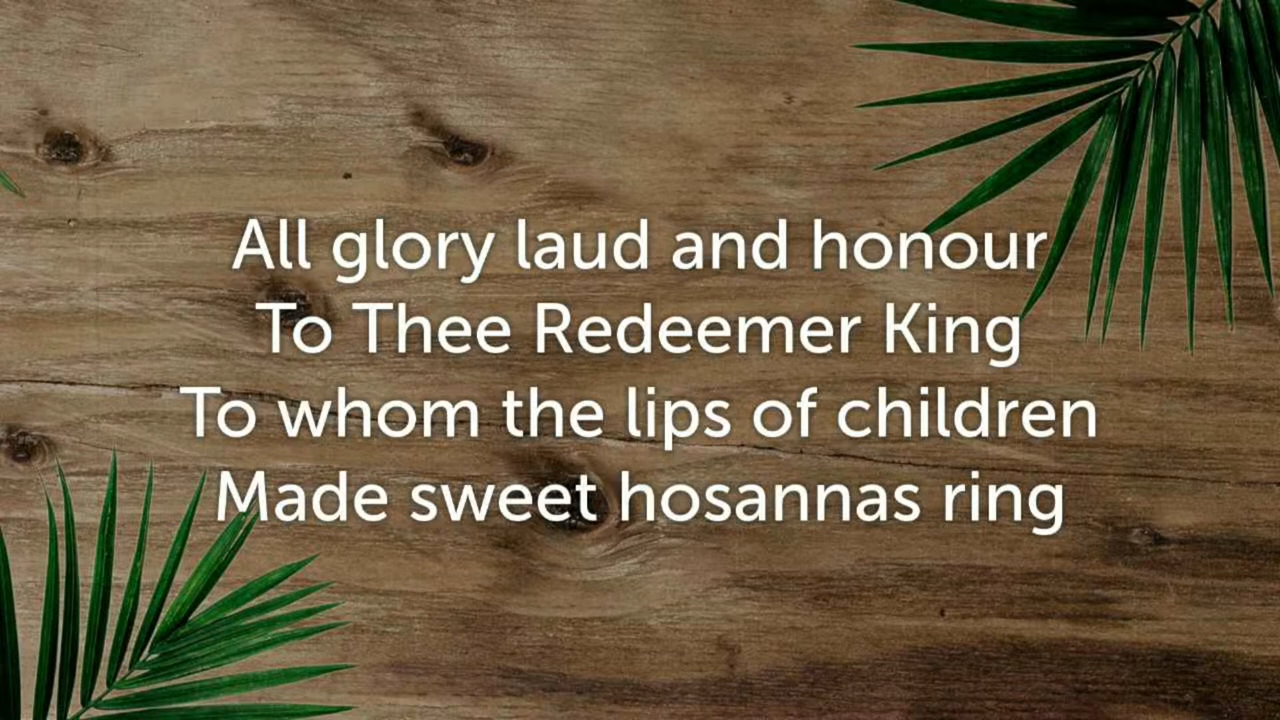 All glory laud and honour
To Thee Redeemer King
To whom the lips of children
Made sweet hosannas ring